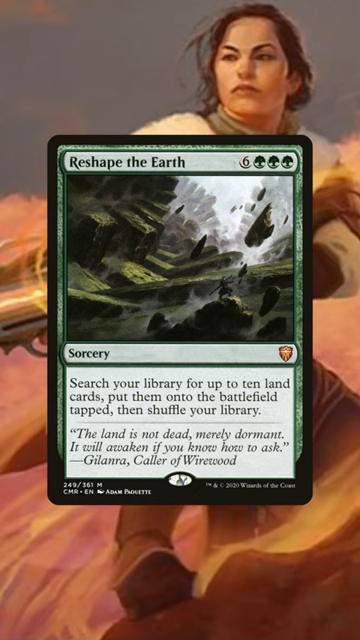 Reshape the Earth 6
Sorcery
Search your library for up to ten land
cards, put them onto the battlefield
tapped, then shuffle your library.
“The land is not dead, merely dormant.
It will awaken if you know how to ask.”
—Gilanra, Caller of Wirewood
249/361 M
CMR • EN Adam Paquette
™ & © 2020 Wizards of the Coast